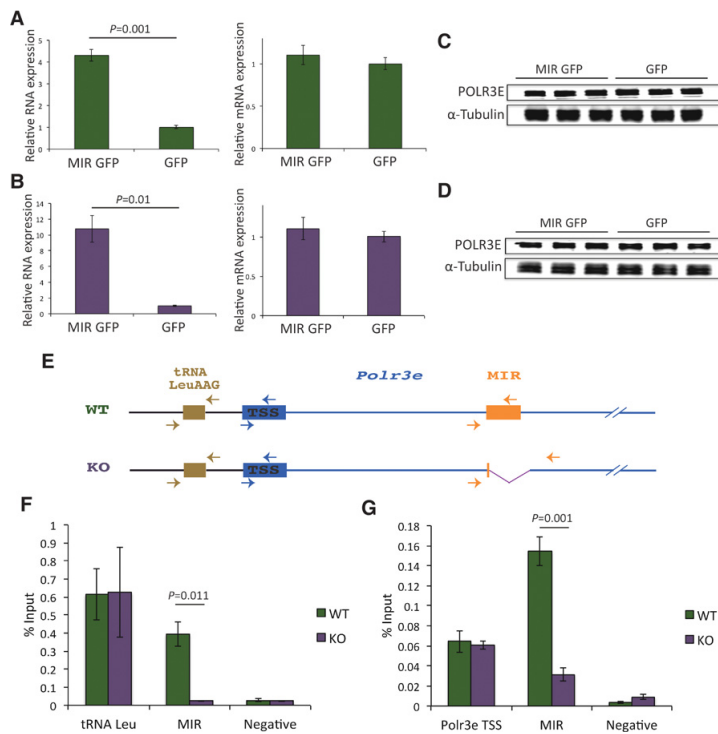 A
P=0.001
Relative RNA expression
5
4
3
2
1
0
MIR GFP
GFP
Relative mRNA expression
1
0.5
0
MIR GFP
GFP
B
P=0.01
Relative RNA expression
14
12
10
8
6
4
2
0
MIR GFP
GFP
Relative mRNA expression
1
0.5
0
MIR GFP
GFP
C
MIR GFP
GFP
POLR3E
α-Tubulin
D
MIR GFP
GFP
POLR3E
α-Tubulin
E
tRNA
LeuAAG
Polr3e
MIR
WT
TSS
KO
TSS
F
% Input
1
0.9
0.8
0.7
0.6
0.5
0.4
0.3
0.2
0.1
0
P=0.011
tRNA Leu
MIR
Negative
WT
KO
G
% Input
0.18
0.16
0.14
0.12
0.1
0.08
0.06
0.04
0.02
0
P=0.001
Polr3e TSS
MIR
Negative
WT
KO